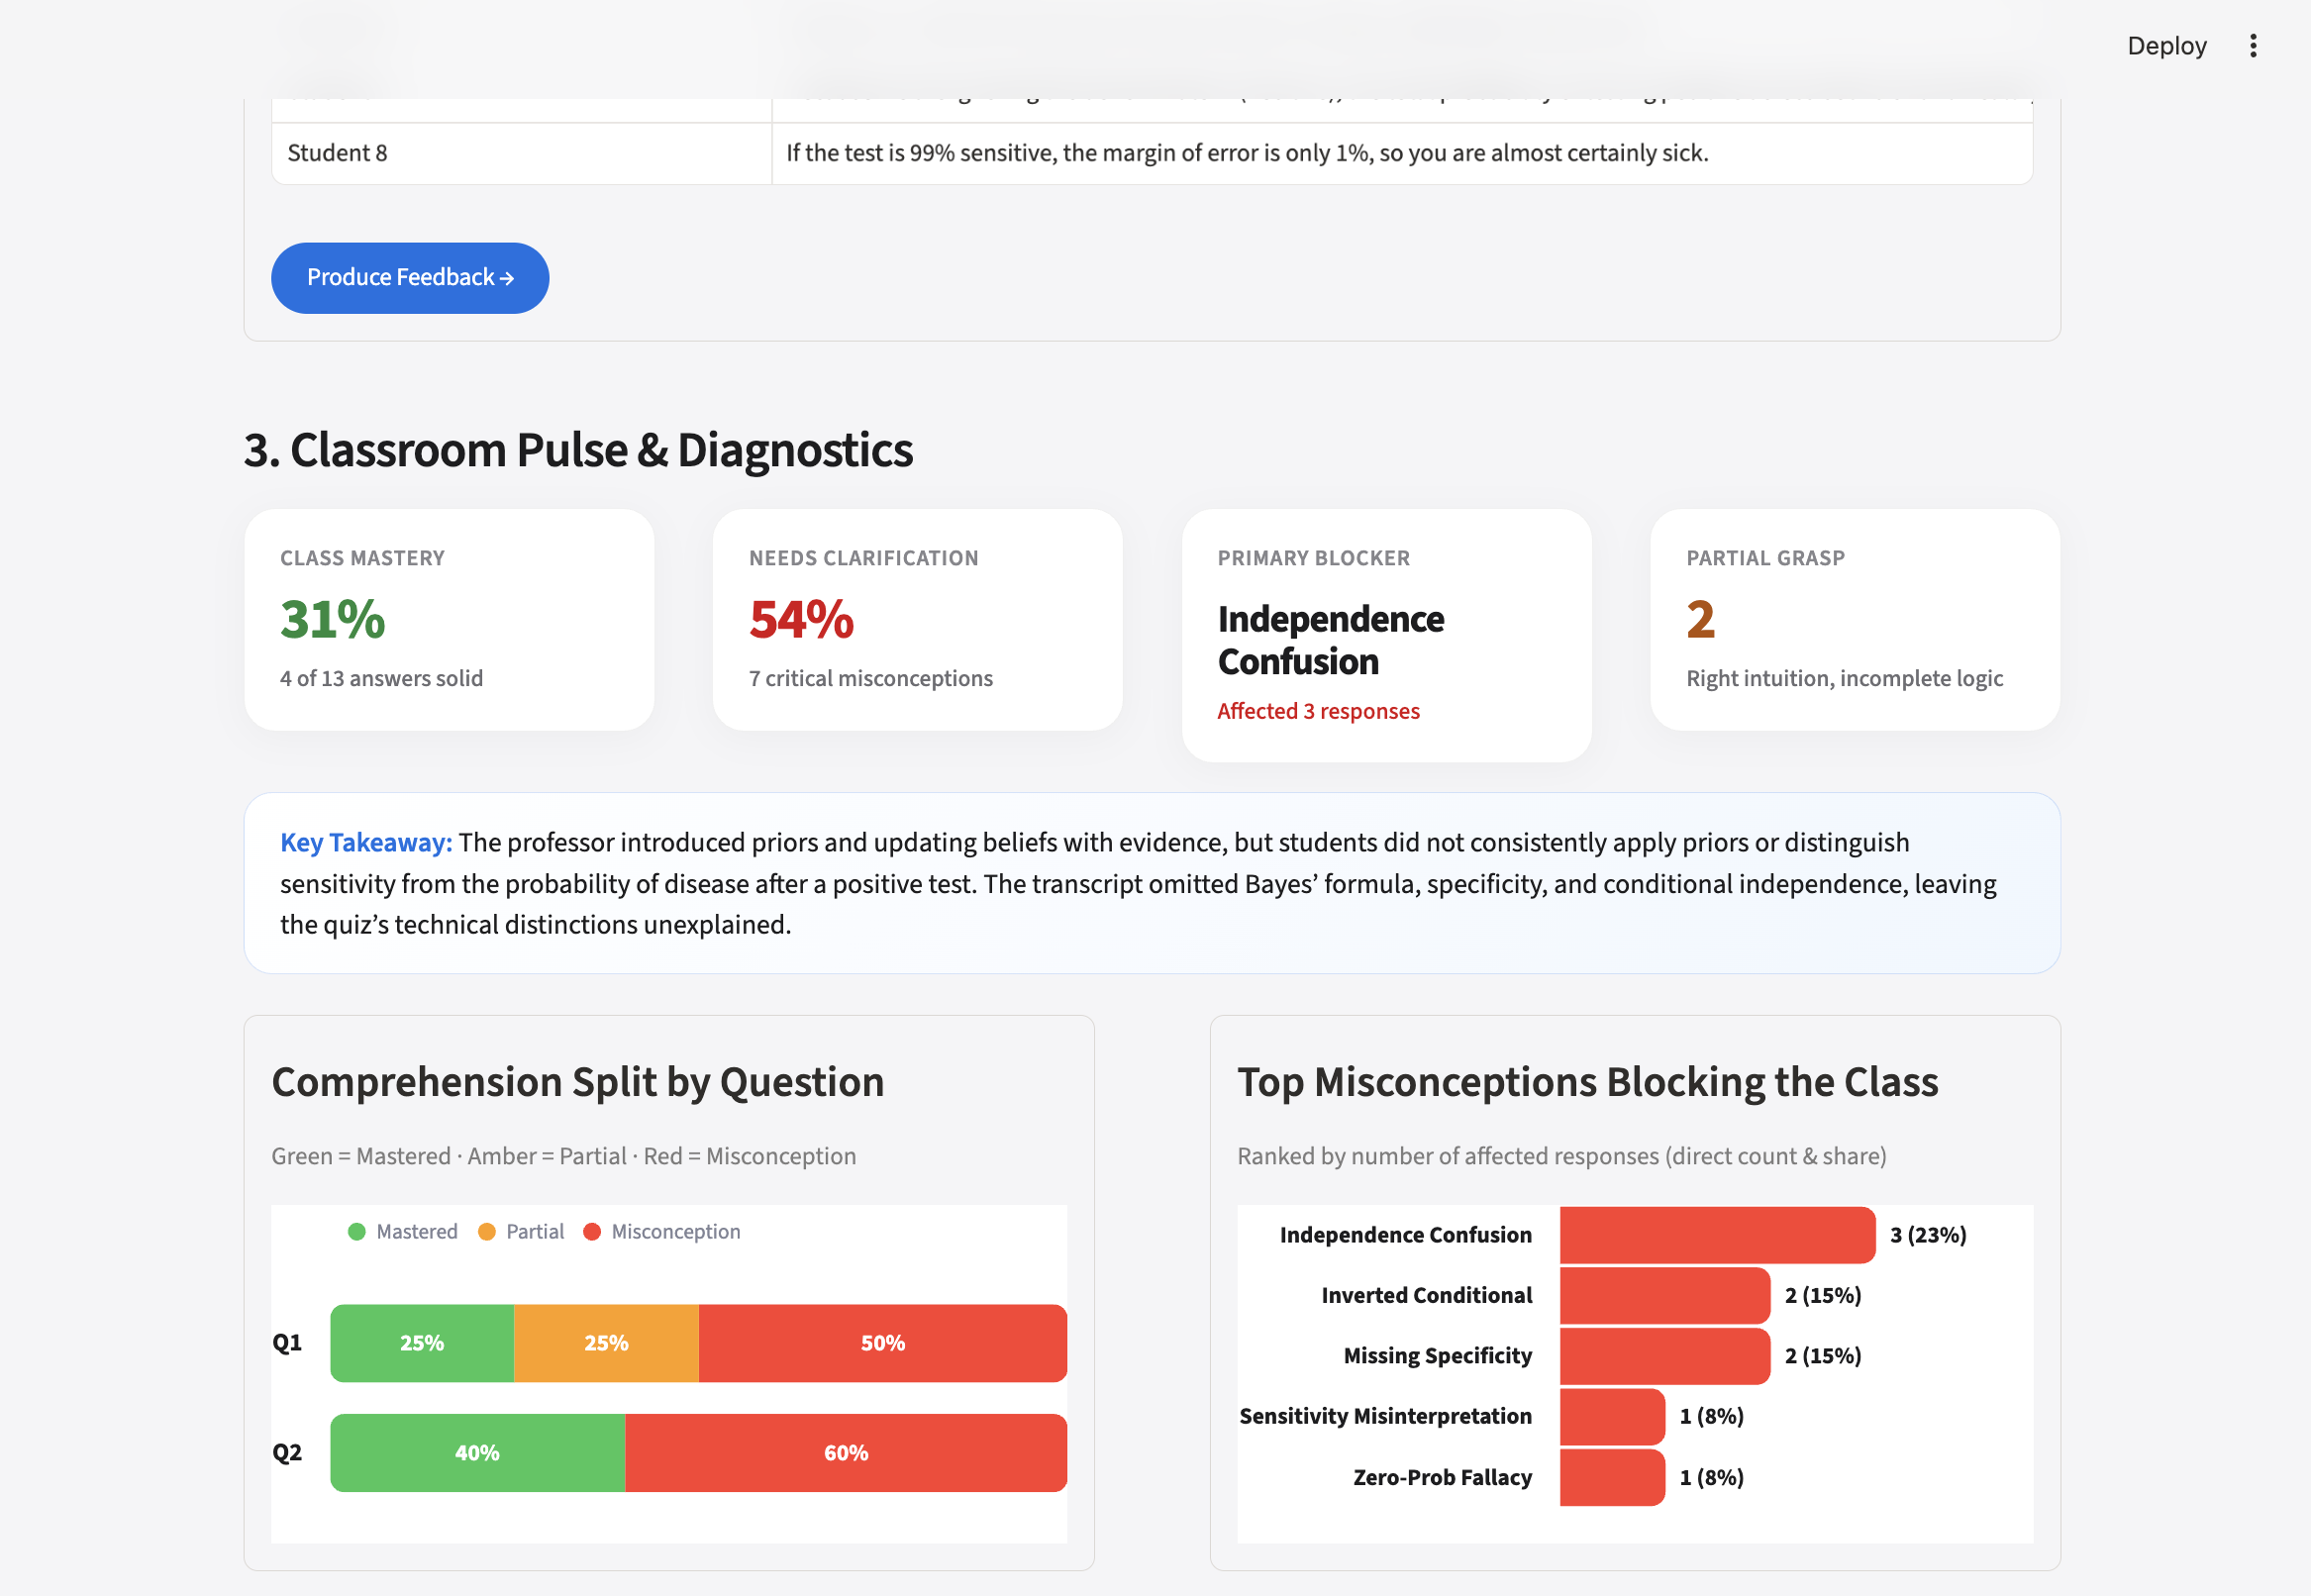 Deploy
Student 8
If the test is 99% sensitive, the margin of error is only 1%, so you are almost certainly sick.
Produce Feedback →
3. Classroom Pulse & Diagnostics
CLASS MASTERY
31%
4 of 13 answers solid
NEEDS CLARIFICATION
54%
7 critical misconceptions
PRIMARY BLOCKER
Independence
Confusion
Affected 3 responses
PARTIAL GRASP
2
Right intuition, incomplete logic
Key Takeaway: The professor introduced priors and updating beliefs with evidence, but students did not consistently apply priors or distinguish
sensitivity from the probability of disease after a positive test. The transcript omitted Bayes’ formula, specificity, and conditional independence, leaving
the quiz’s technical distinctions unexplained.
Comprehension Split by Question
Green = Mastered · Amber = Partial · Red = Misconception
Mastered Partial Misconception
Q1 25% 25% 50%
Q2 40% 60%
Top Misconceptions Blocking the Class
Ranked by number of affected responses (direct count & share)
Independence Confusion 3 (23%)
Inverted Conditional 2 (15%)
Missing Specificity 2 (15%)
Sensitivity Misinterpretation 1 (8%)
Zero-Prob Fallacy 1 (8%)